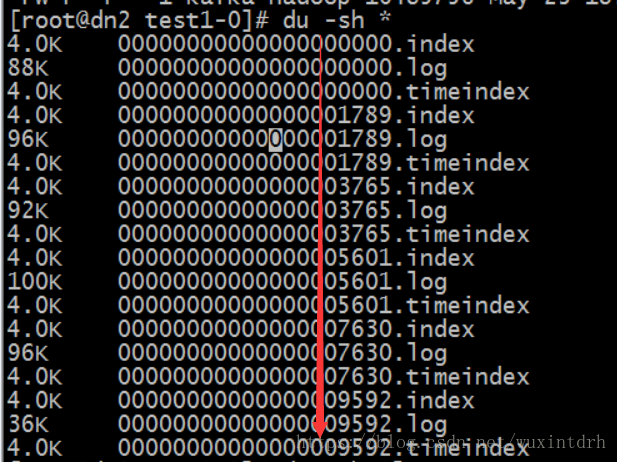 [root@dn2 test1-0]# du -sh *
4.0K 00000000000000000000.index
88K 00000000000000000000.log
4.0K 00000000000000000000.timeindex
4.0K 00000000000000001789.index
96K 00000000000000001789.log
4.0K 00000000000000001789.timeindex
4.0K 00000000000000003765.index
92K 00000000000000003765.log
4.0K 00000000000000003765.timeindex
4.0K 00000000000000005601.index
100K 00000000000000005601.log
4.0K 00000000000000005601.timeindex
4.0K 00000000000000007630.index
96K 00000000000000007630.log
4.0K 00000000000000007630.timeindex
4.0K 00000000000000009592.index
36K 00000000000000009592.log
4.0K 00000000000000009592.timeindex
https://blog.csdn.net/wuxintdrh